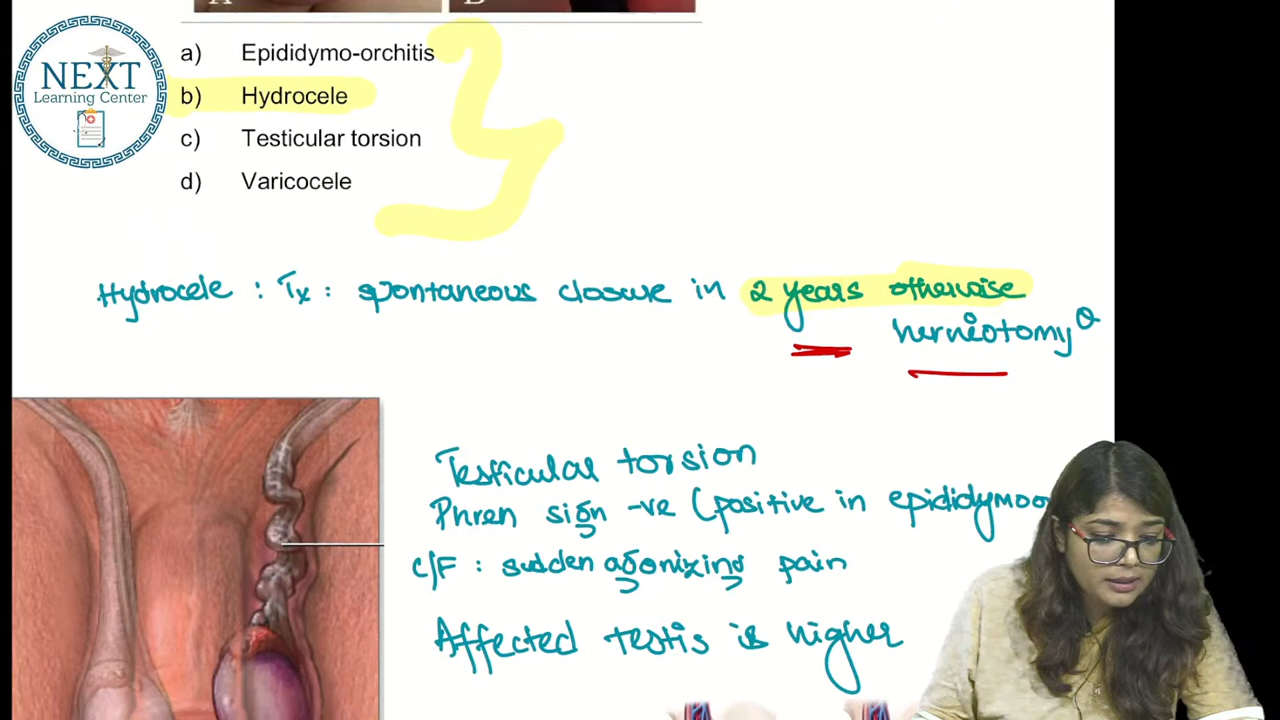 NEXT
Learning Center
a) Epididymo-orchitis
b) Hydrocele
c) Testicular torsion
d) Varicocele
Hydrocele : Tx : spontaneous closure in 2 years otherwise
herniotomy
Testicular torsion
Phren sign -ve (positive in epididymoor
C/F : sudden agonizing pain
Affected testis is higher